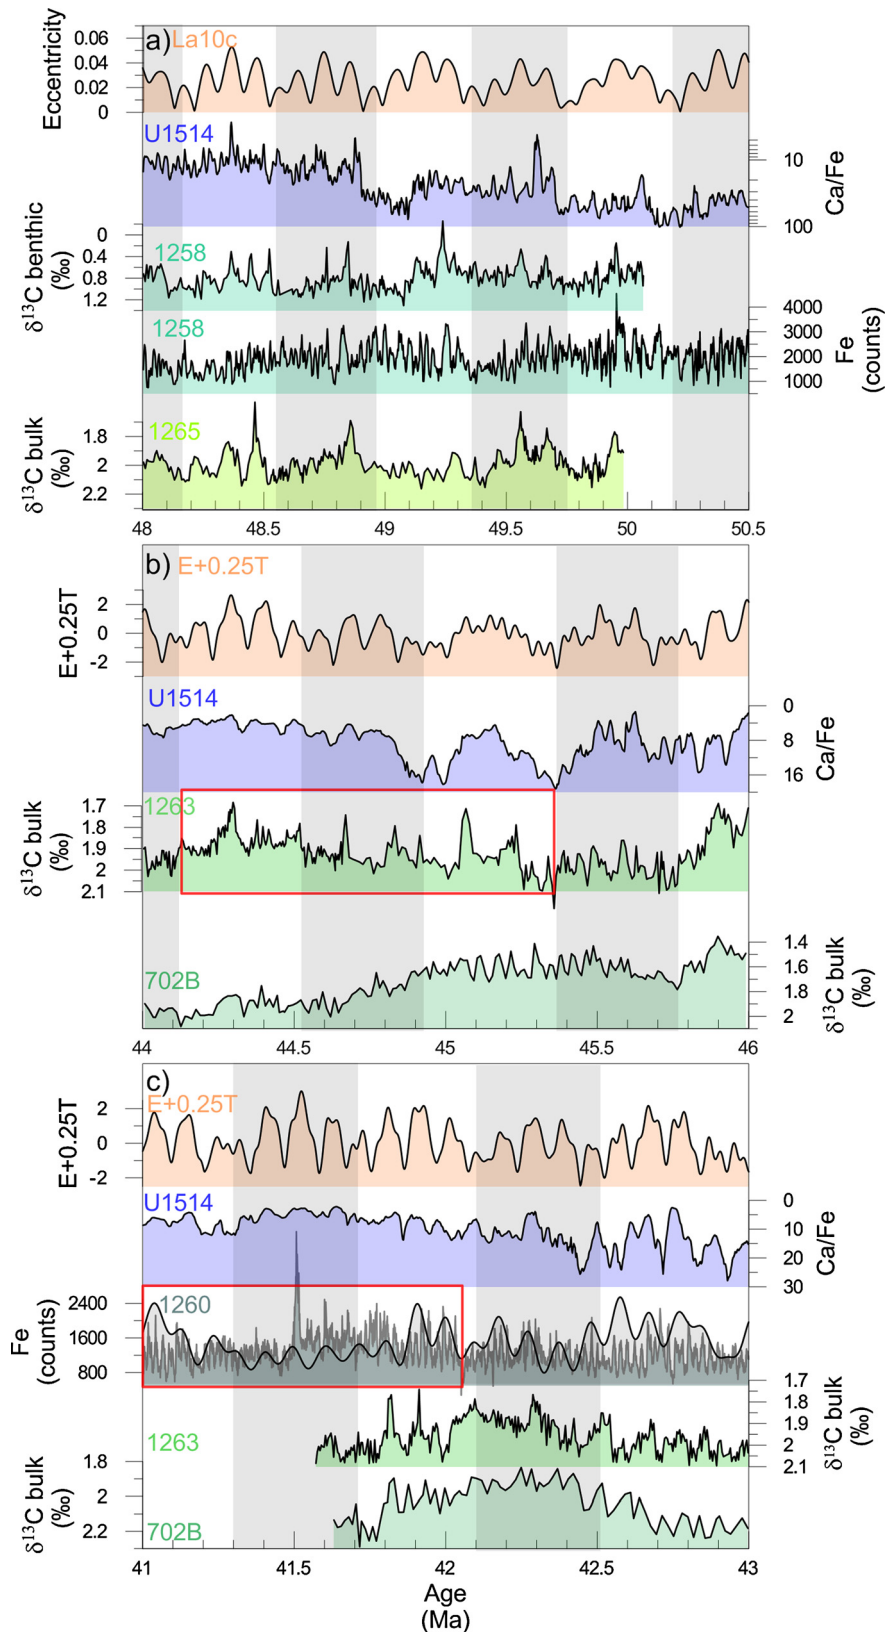 a) La10c
Eccentricity
0.06
0.04
0.02
0
U1514
10
100
Ca/Fe
1258
δ¹³C benthic
(‰)
0
0.4
0.8
1.2
1258
4000
3000
2000
1000
Fe
(counts)
1265
δ¹³C bulk
(‰)
1.8
2
2.2
48 48.5 49 49.5 50 50.5
b) E+0.25T
E+0.25T
2
0
-2
U1514
0
8
16
Ca/Fe
1263
δ¹³C bulk
(‰)
1.7
1.8
1.9
2
2.1
702B
1.4
1.6
1.8
2
δ¹³C bulk
(‰)
44 44.5 45 45.5 46
c)
E+0.25T
E+0.25T
2
0
-2
U1514
0
10
20
30
Ca/Fe
1260
Fe
(counts)
2400
1600
800
1263
1.7
1.8
1.9
2
2.1
δ¹³C bulk
(‰)
702B
δ¹³C bulk
(‰)
1.8
2
2.2
41 41.5 42 42.5 43
Age
(Ma)